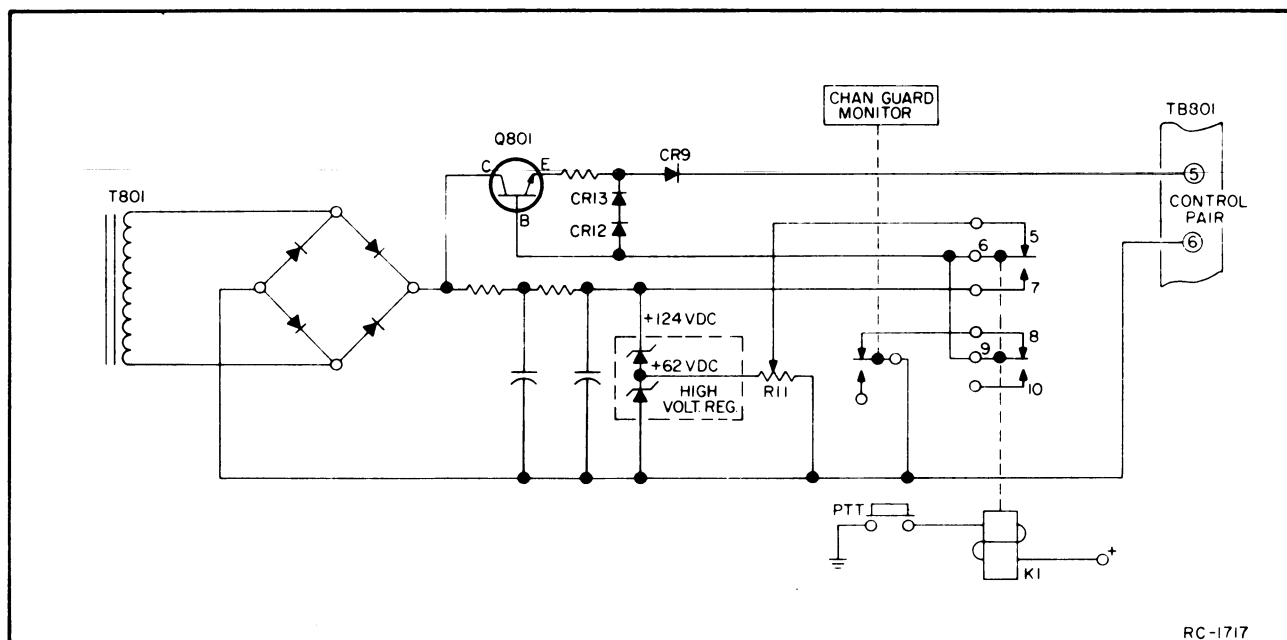 CHAN GUARD
MONITOR
TB801
Q801
C
E
B
CR9
5
CONTROL
PAIR
6
T801
CR13
CR12
5
6
7
+124 VDC
+62 VDC
HIGH
VOLT. REG.
R11
8
9
10
PTT
+
K1
RC-1717